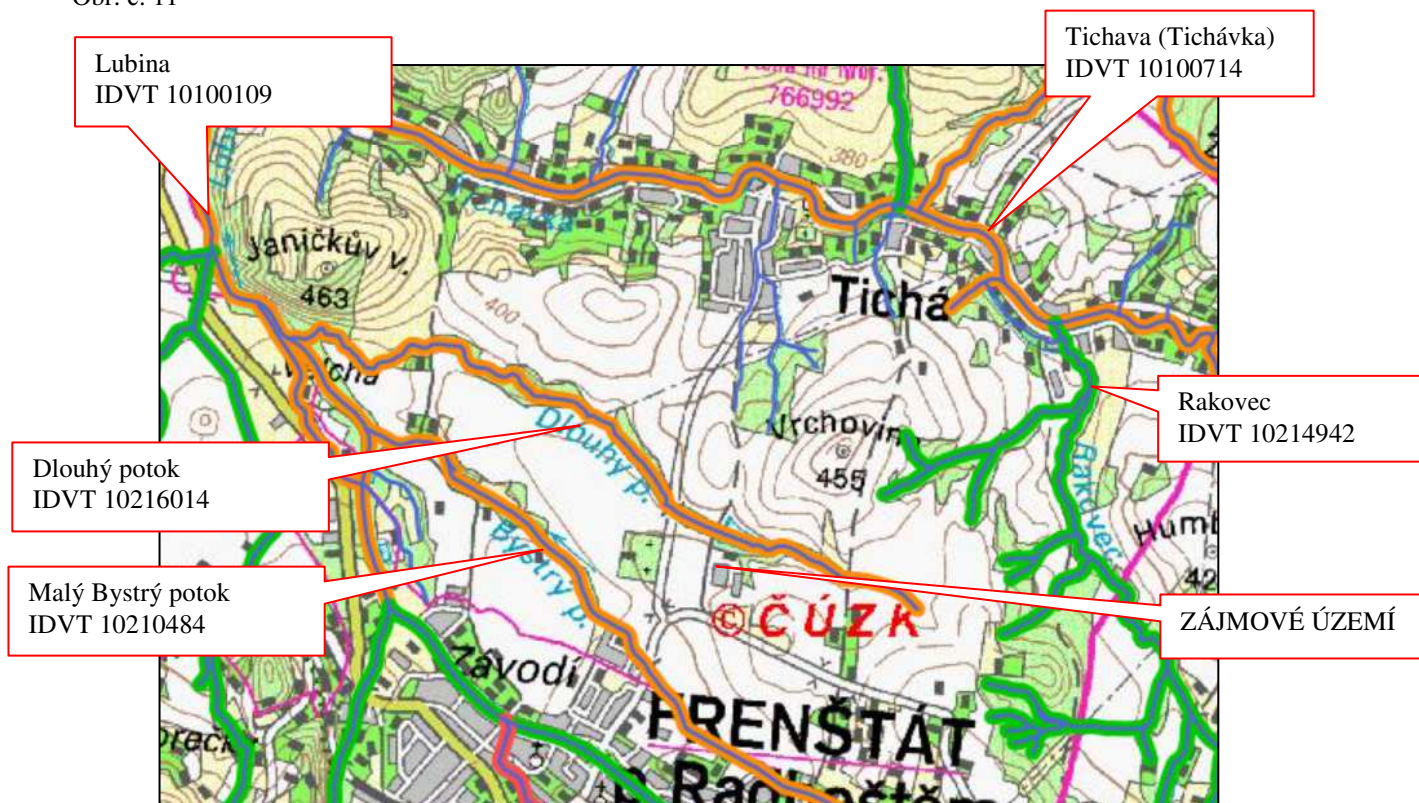 Obr. č. 11
Lubina
IDVT 10100109
Tichava (Tichávka)
IDVT 10100714
766992
380
Janičkův v.
463
400
Tichá
Dlouhý p.
455
Rakovec
IDVT 10214942
Rakovec
Dlouhý potok
IDVT 10216014
Bystrý p.
Malý Bystrý potok
IDVT 10210484
© ČÚZK
ZÁJMOVÉ ÚZEMÍ
Závodí
FRENŠTÁT